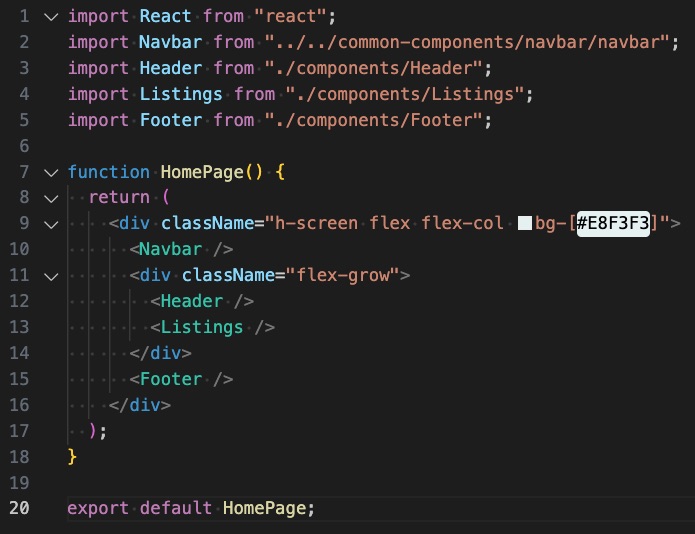 1 import React from "react";
2 import Navbar from "../../common-components/navbar/navbar";
3 import Header from "./components/Header";
4 import Listings from "./components/Listings";
5 import Footer from "./components/Footer";
6
7 function HomePage() {
8   return (
9     <div className="h-screen flex flex-col bg-[#E8F3F3]">
10       <Navbar />
11       <div className="flex-grow">
12         <Header />
13         <Listings />
14       </div>
15       <Footer />
16     </div>
17   );
18 }
19
20 export default HomePage;